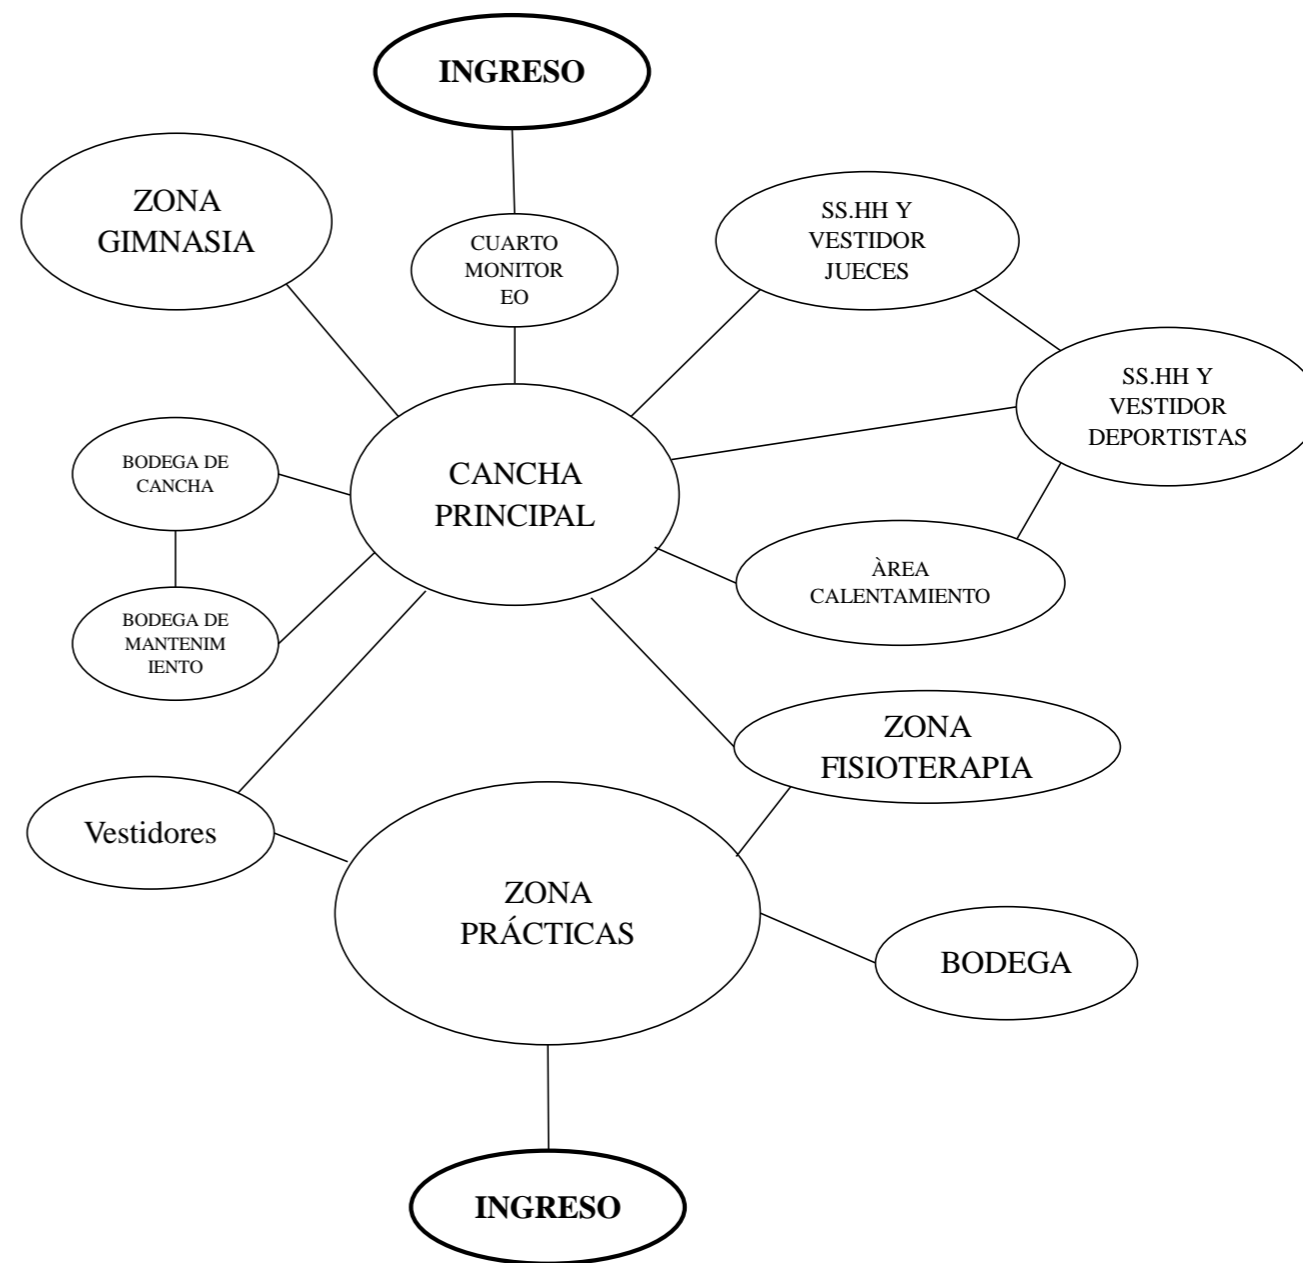 INGRESO
ZONA
GIMNASIA
CUARTO
MONITOR
EO
SS.HH Y
VESTIDOR
JUECES
SS.HH Y
VESTIDOR
DEPORTISTAS
BODEGA DE
CANCHA
CANCHA
PRINCIPAL
ÀREA
CALENTAMIENTO
BODEGA DE
MANTENIM
IENTO
ZONA
FISIOTERAPIA
Vestidores
ZONA
PRÁCTICAS
BODEGA
INGRESO